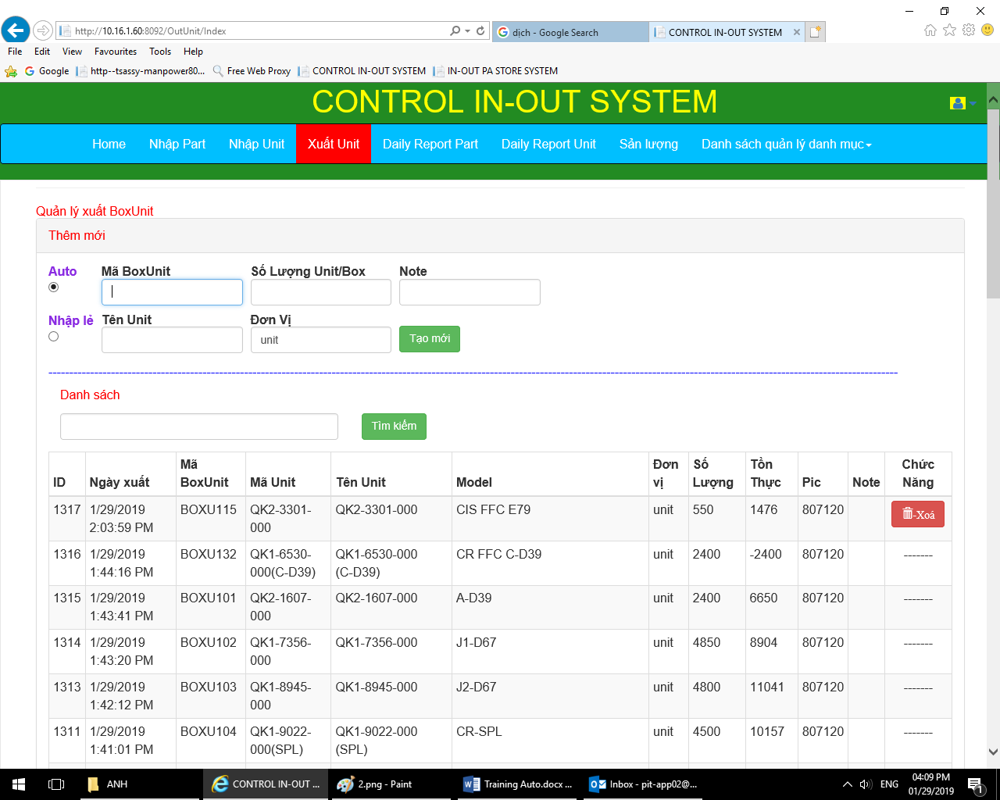 http://10.16.1.60:8092/OutUnit/Index
dịch - Google Search
CONTROL IN-OUT SYSTEM
File Edit View Favourites Tools Help
Google http--tsassy-manpower80... Free Web Proxy CONTROL IN-OUT SYSTEM IN-OUT PA STORE SYSTEM
CONTROL IN-OUT SYSTEM
Home Nhập Part Nhập Unit Xuất Unit Daily Report Part Daily Report Unit Sản lượng Danh sách quản lý danh mục
Quản lý xuất BoxUnit
Thêm mới
Auto Mã BoxUnit Số Lượng Unit/Box Note
Nhập lẻ Tên Unit Đơn Vị
unit Tạo mới
Danh sách
Tìm kiếm
ID Ngày xuất Mã BoxUnit Mã Unit Tên Unit Model Đơn vị Số Lượng Tồn Thực Pic Note Chức Năng
1317 1/29/2019 2:03:59 PM BOXU115 QK2-3301-000 QK2-3301-000 CIS FFC E79 unit 550 1476 807120 -Xoá
1316 1/29/2019 1:44:16 PM BOXU132 QK1-6530-000(C-D39) QK1-6530-000 (C-D39) CR FFC C-D39 unit 2400 -2400 807120 -------
1315 1/29/2019 1:43:41 PM BOXU101 QK2-1607-000 QK2-1607-000 A-D39 unit 2400 6650 807120 -------
1314 1/29/2019 1:43:20 PM BOXU102 QK1-7356-000 QK1-7356-000 J1-D67 unit 4850 8904 807120 -------
1313 1/29/2019 1:42:12 PM BOXU103 QK1-8945-000 QK1-8945-000 J2-D67 unit 4800 11041 807120 -------
1311 1/29/2019 1:41:01 PM BOXU104 QK1-9022-000(SPL) QK1-9022-000 (SPL) CR-SPL unit 4500 10157 807120 -------
ANH CONTROL IN-OUT ... 2.png - Paint Training Auto.docx ... Inbox - pit-app02@... ENG 04:09 PM
01/29/2019 1